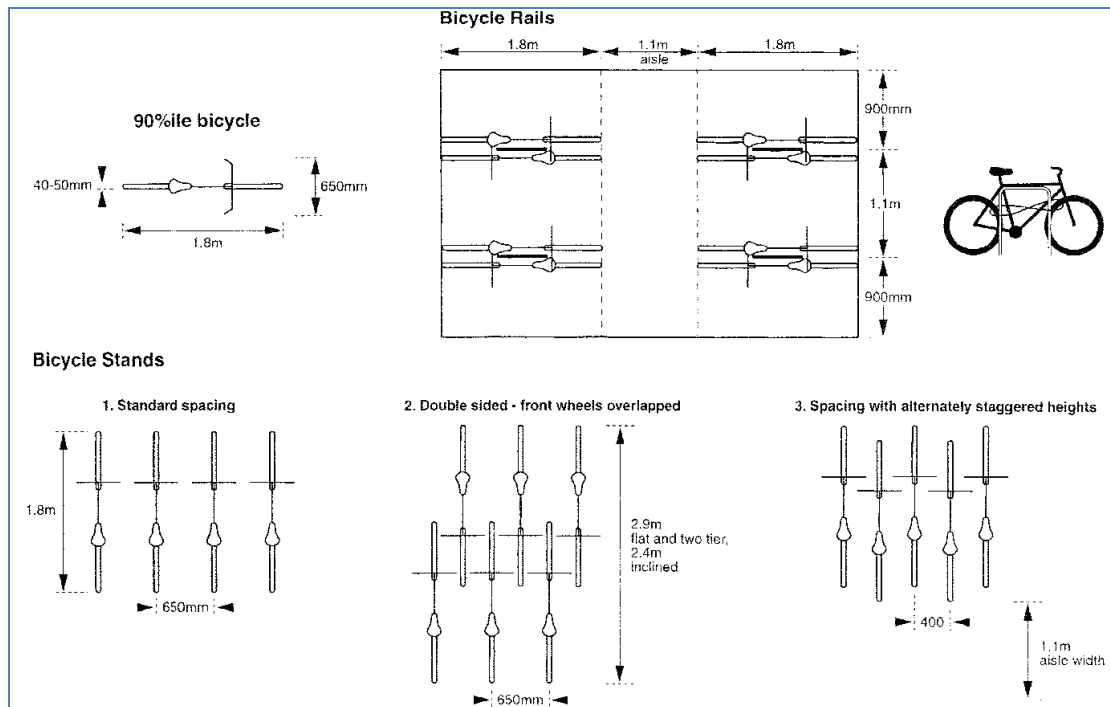 Bicycle Rails
1.8m
1.1m
aisle
1.8m
90%ile bicycle
40-50mm
650mm
1.8m
900mm
1.1m
900mm
Bicycle Stands
1. Standard spacing
1.8m
650mm
2. Double sided - front wheels overlapped
2.9m
flat and two tier,
2.4m
inclined
650mm
3. Spacing with alternately staggered heights
400
1.1m
aisle width